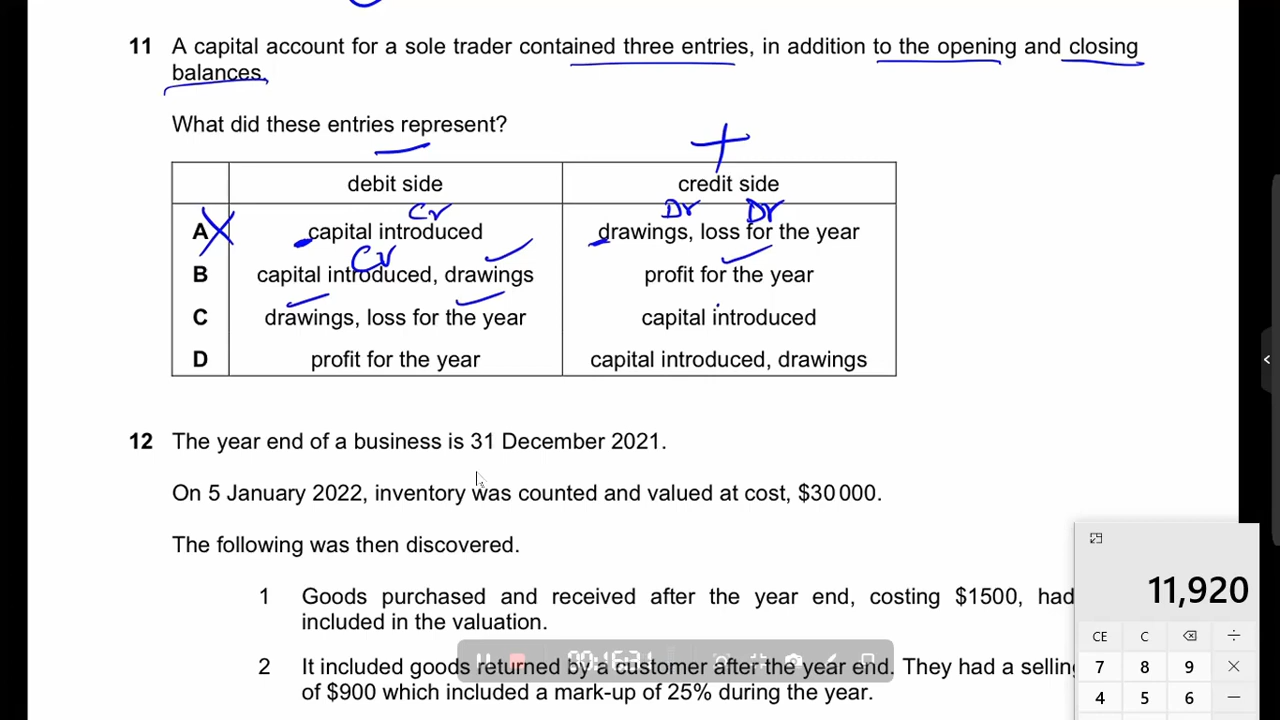 11 A capital account for a sole trader contained three entries, in addition to the opening and closing
balances.
What did these entries represent?
+
debit side credit side
Cr Dr Dr
A capital introduced drawings, loss for the year
Cr
B capital introduced, drawings profit for the year
C drawings, loss for the year capital introduced
D profit for the year capital introduced, drawings
12 The year end of a business is 31 December 2021.
On 5 January 2022, inventory was counted and valued at cost, $30 000.
The following was then discovered.
1 Goods purchased and received after the year end, costing $1500, had
included in the valuation.
2 It included goods returned by a customer after the year end. They had a selling
of $900 which included a mark-up of 25% during the year.
11,920
CE C ⌫ ÷
7 8 9 ×
4 5 6 −